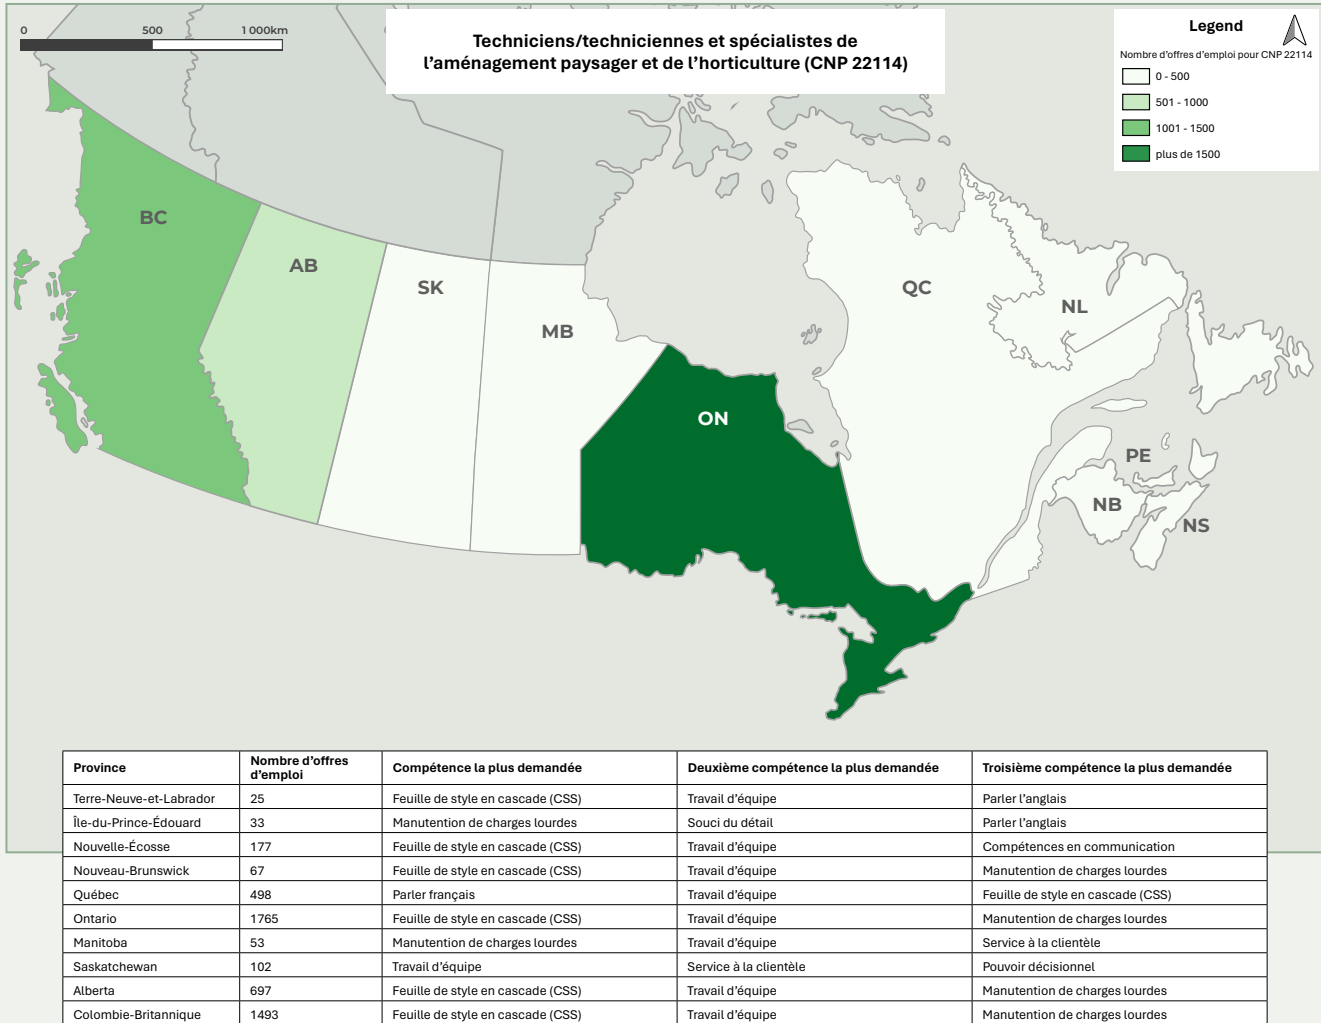 0 500 1 000km
Techniciens/techniciennes et spécialistes de
l'aménagement paysager et de l'horticulture (CNP 22114)
Legend
Nombre d'offres d'emploi pour CNP 22114
0 - 500
501 - 1000
1001 - 1500
plus de 1500
BC
AB
SK
MB
ON
QC
NL
PE
NB
NS
Province Nombre d'offres d'emploi Compétence la plus demandée Deuxième compétence la plus demandée Troisième compétence la plus demandée
Terre-Neuve-et-Labrador 25 Feuille de style en cascade (CSS) Travail d'équipe Parler l'anglais
Île-du-Prince-Édouard 33 Manutention de charges lourdes Souci du détail Parler l'anglais
Nouvelle-Écosse 177 Feuille de style en cascade (CSS) Travail d'équipe Compétences en communication
Nouveau-Brunswick 67 Feuille de style en cascade (CSS) Travail d'équipe Manutention de charges lourdes
Québec 498 Parler français Travail d'équipe Feuille de style en cascade (CSS)
Ontario 1765 Feuille de style en cascade (CSS) Travail d'équipe Manutention de charges lourdes
Manitoba 53 Manutention de charges lourdes Travail d'équipe Service à la clientèle
Saskatchewan 102 Travail d'équipe Service à la clientèle Pouvoir décisionnel
Alberta 697 Feuille de style en cascade (CSS) Travail d'équipe Manutention de charges lourdes
Colombie-Britannique 1493 Feuille de style en cascade (CSS) Travail d'équipe Manutention de charges lourdes